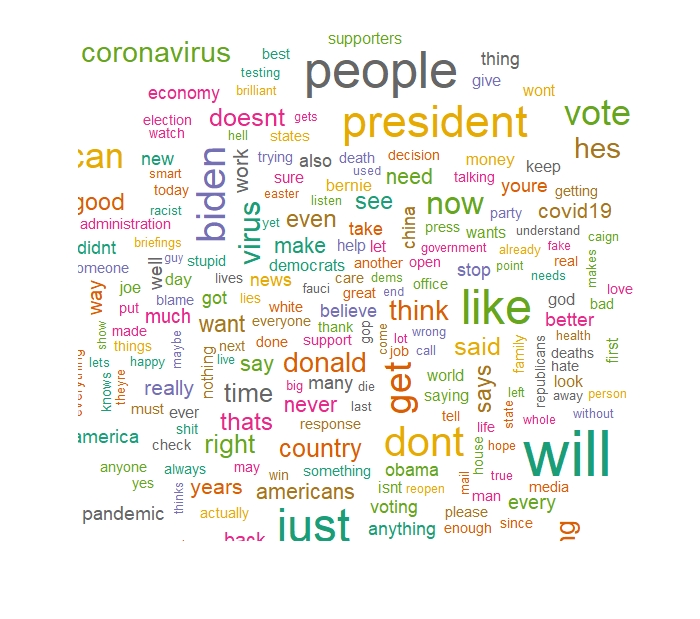 supporters
coronavirus best people thing
testing give
economy brilliant wont
election doesnt gets president vote
watch hell states hes
can new work trying also death decision money keep
smart used
today biden sure bernie need talking youre getting
good easter listen see now party covid19
racist
administration virus yet even take china press wants understand
didnt briefings make help let government already fake caign
someone well guy stupid democrats another open stop point real makes
way joe day lives news care dems office needs love
blame got lies fauci great end like god bad
put white
much want everyone believe think better
made thank gop come wrong health
show things maybe next done support lot said family republicans first
lets happy nothing live say donald job call deaths
everything knows theyre really time big many die get world says left hate look
last saying away person
must ever thats never state without
shit response tell whole
america check right country dont life will
house hope
anyone always may win something obama mail true
yes thinks years americans isnt reopen man media
pandemic actually just voting please every
anything enough since
back